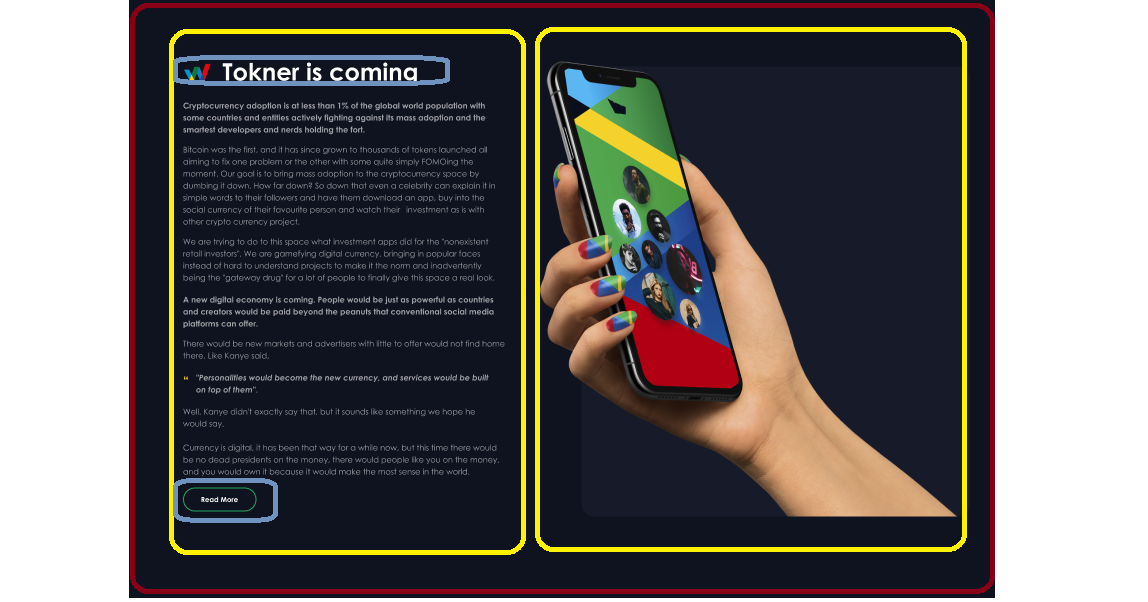 Tokner is coming
Cryptocurrency adoption is at less than 1% of the global world population with
some countries and entities actively fighting against its mass adoption and the
smartest developers and nerds holding the fort.
Bitcoin was the first, and it has since grown to thousands of tokens launched all
aiming to fix one problem or the other with some quite simply FOMOing the
moment. Our goal is to bring mass adoption to the cryptocurrency space by
dumbing it down. How far down? So down that even a celebrity can explain it in
simple words to their followers and have them download an app, buy into the
social currency of their favourite person and watch their investment as is with
other crypto currency project.
We are trying to do to this space what investment apps did for the "nonexistent
retail investors". We are gamefying digital currency, bringing in popular faces
instead of hard to understand projects to make it the norm and inadvertently
being the "gateway drug" for a lot of people to finally give this space a real look.
A new digital economy is coming. People would be just as powerful as countries
and creators would be paid beyond the peanuts that conventional social media
platforms can offer.
There would be new markets and advertisers with little to offer would not find home
there. Like Kanye said,
" "Personalities would become the new currency, and services would be built
on top of them".
Well, Kanye didn't exactly say that, but it sounds like something we hope he
would say.
Currency is digital, it has been that way for a while now, but this time there would
be no dead presidents on the money, there would people like you on the money,
and you would own it because it would make the most sense in the world.
Read More